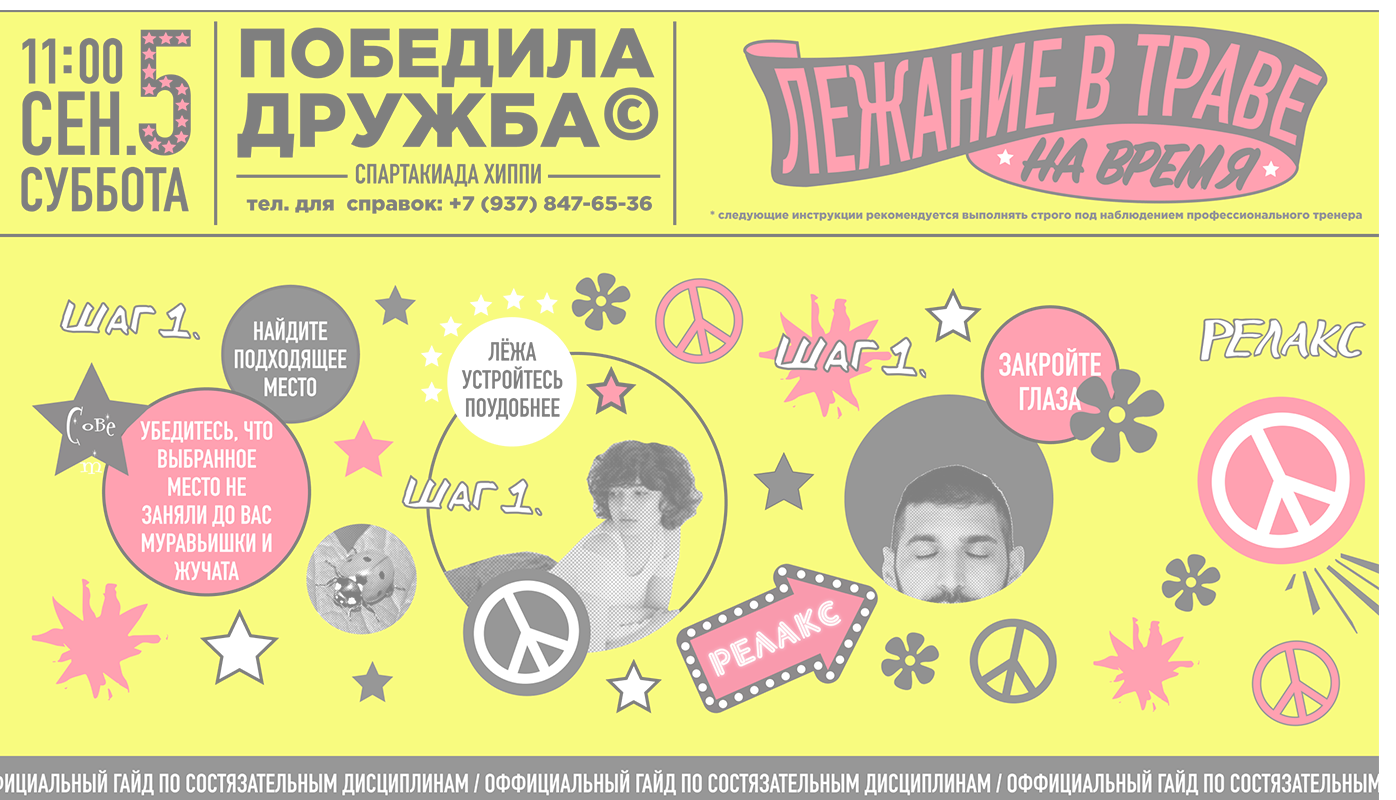 11:00
СЕН. 5
СУББОТА
ПОБЕДИЛА
ДРУЖБА©
СПАРТАКИАДА ХИППИ
тел. для справок: +7 (937) 847-65-36
ЛЕЖАНИЕ В ТРАВЕ
НА ВРЕМЯ
* следующие инструкции рекомендуется выполнять строго под наблюдением профессионального тренера
ШАГ 1.
НАЙДИТЕ
ПОДХОДЯЩЕЕ
МЕСТО
Сове
т
УБЕДИТЕСЬ, ЧТО
ВЫБРАННОЕ
МЕСТО НЕ
ЗАНЯЛИ ДО ВАС
МУРАВЬИШКИ И
ЖУЧАТА
ЛЁЖА
УСТРОЙТЕСЬ
ПОУДОБНЕЕ
ШАГ 1.
ШАГ 1.
ЗАКРОЙТЕ
ГЛАЗА
РЕЛАКС
РЕЛАКС
ФИЦИАЛЬНЫЙ ГАЙД ПО СОСТЯЗАТЕЛЬНЫМ ДИСЦИПЛИНАМ / ОФФИЦИАЛЬНЫЙ ГАЙД ПО СОСТЯЗАТЕЛЬНЫМ ДИСЦИПЛИНАМ / ОФФИЦИАЛЬНЫЙ ГАЙД ПО СОСТЯЗАТЕЛЬНЫМ